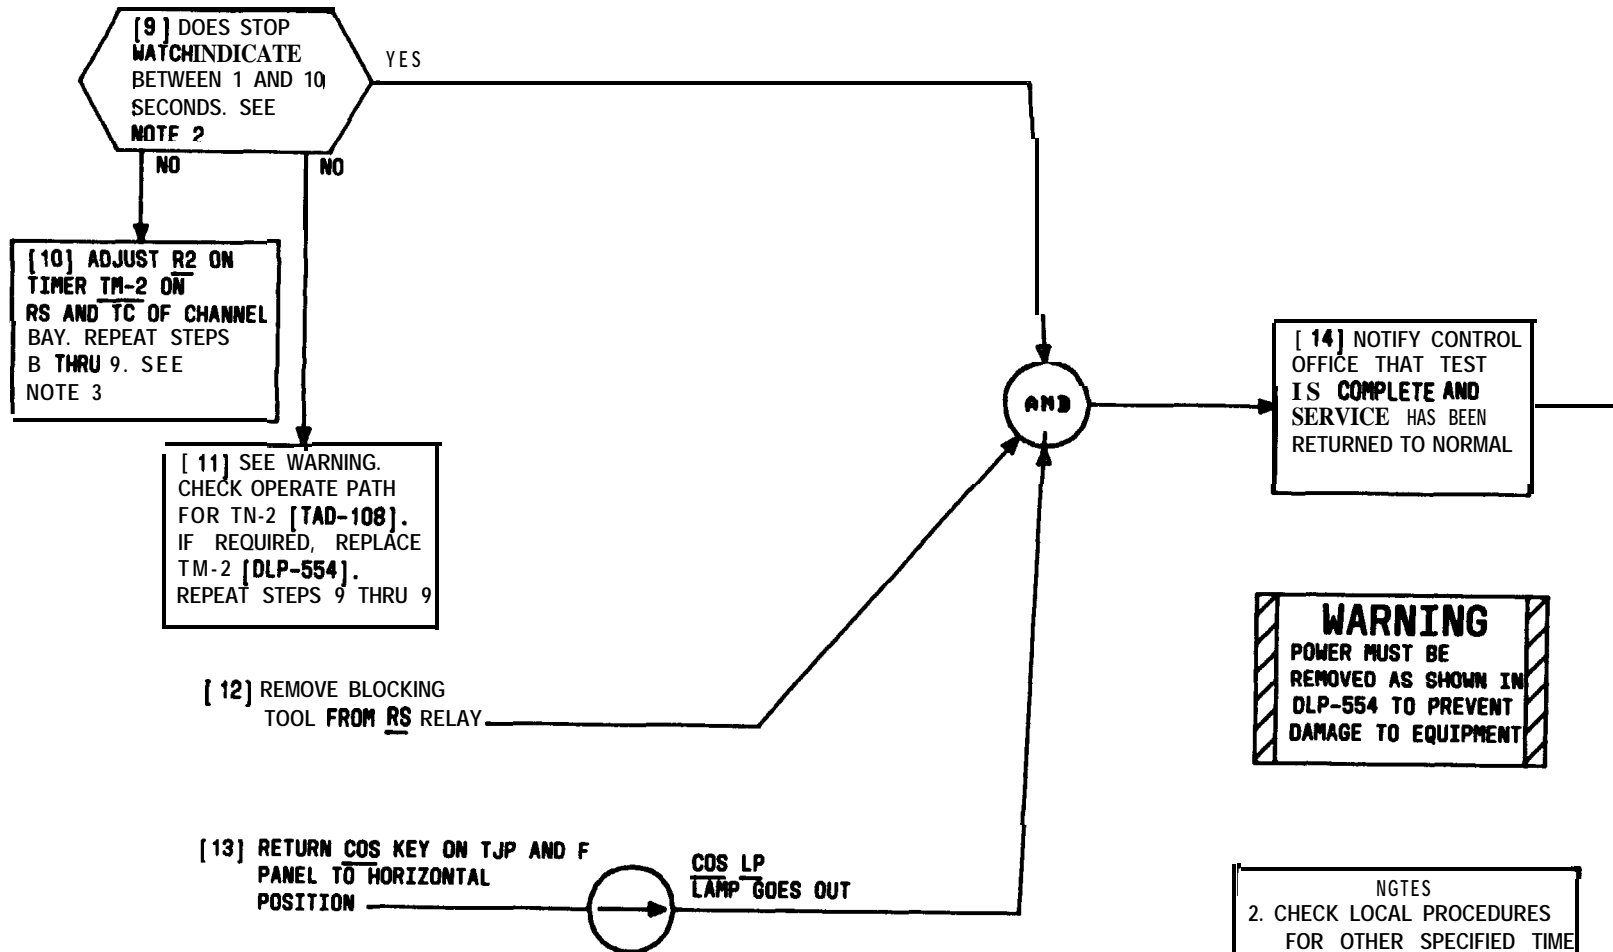 [9] DOES STOP
WATCHINDICATE
BETWEEN 1 AND 10
SECONDS. SEE
NOTE 2
YES
NO
NO
[10] ADJUST R2 ON
TIMER TM-2 ON
RS AND TC OF CHANNEL
BAY. REPEAT STEPS
B THRU 9. SEE
NOTE 3
[11] SEE WARNING.
CHECK OPERATE PATH
FOR TN-2 [TAD-108].
IF REQUIRED, REPLACE
TM-2 [DLP-554].
REPEAT STEPS 9 THRU 9
[12] REMOVE BLOCKING
TOOL FROM RS RELAY
[13] RETURN COS KEY ON TJP AND F
PANEL TO HORIZONTAL
POSITION
COS LP
LAMP GOES OUT
AND
[14] NOTIFY CONTROL
OFFICE THAT TEST
IS COMPLETE AND
SERVICE HAS BEEN
RETURNED TO NORMAL
WARNING
POWER MUST BE
REMOVED AS SHOWN IN
DLP-554 TO PREVENT
DAMAGE TO EQUIPMENT
NGTES
2. CHECK LOCAL PROCEDURES
FOR OTHER SPECIFIED TIME